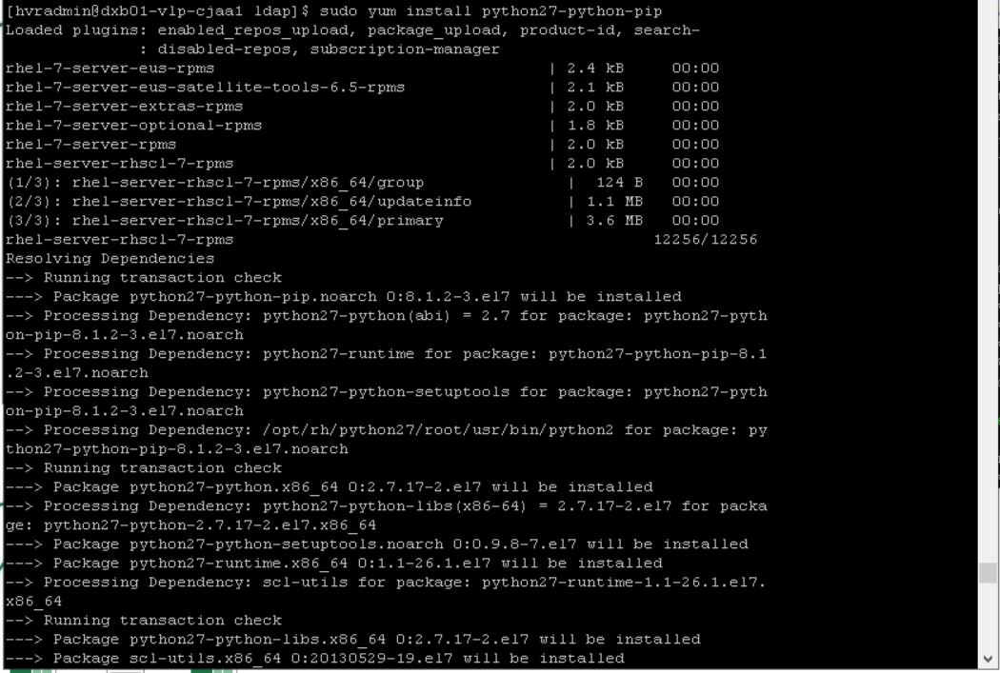 [hvradmin@dxb01-vlp-cjaa1 ldap]$ sudo yum install python27-python-pip
Loaded plugins: enabled_repos_upload, package_upload, product-id, search-
              : disabled-repos, subscription-manager
rhel-7-server-eus-rpms                                   | 2.4 kB     00:00
rhel-7-server-eus-satellite-tools-6.5-rpms               | 2.1 kB     00:00
rhel-7-server-extras-rpms                                | 2.0 kB     00:00
rhel-7-server-optional-rpms                              | 1.8 kB     00:00
rhel-7-server-rpms                                       | 2.0 kB     00:00
rhel-server-rhscl-7-rpms                                 | 2.0 kB     00:00
(1/3): rhel-server-rhscl-7-rpms/x86_64/group               |  124 B   00:00
(2/3): rhel-server-rhscl-7-rpms/x86_64/updateinfo          | 1.1 MB   00:00
(3/3): rhel-server-rhscl-7-rpms/x86_64/primary             | 3.6 MB   00:00
rhel-server-rhscl-7-rpms                                            12256/12256
Resolving Dependencies
--> Running transaction check
---> Package python27-python-pip.noarch 0:8.1.2-3.el7 will be installed
--> Processing Dependency: python27-python(abi) = 2.7 for package: python27-pyth
on-pip-8.1.2-3.el7.noarch
--> Processing Dependency: python27-runtime for package: python27-python-pip-8.1
.2-3.el7.noarch
--> Processing Dependency: python27-python-setuptools for package: python27-pyth
on-pip-8.1.2-3.el7.noarch
--> Processing Dependency: /opt/rh/python27/root/usr/bin/python2 for package: py
thon27-python-pip-8.1.2-3.el7.noarch
--> Running transaction check
---> Package python27-python.x86_64 0:2.7.17-2.el7 will be installed
--> Processing Dependency: python27-python-libs(x86-64) = 2.7.17-2.el7 for packa
ge: python27-python-2.7.17-2.el7.x86_64
---> Package python27-python-setuptools.noarch 0:0.9.8-7.el7 will be installed
---> Package python27-runtime.x86_64 0:1.1-26.1.el7 will be installed
--> Processing Dependency: scl-utils for package: python27-runtime-1.1-26.1.el7.
x86_64
--> Running transaction check
---> Package python27-python-libs.x86_64 0:2.7.17-2.el7 will be installed
---> Package scl-utils.x86_64 0:20130529-19.el7 will be installed